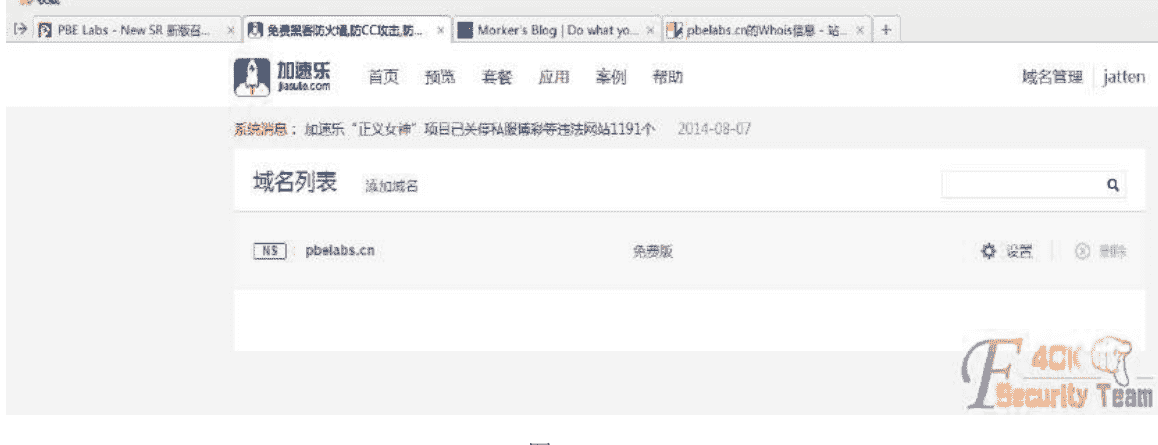 PBE Labs - New SR 新版召...
免费黑客防火墙,防CC攻击,防...
Morker's Blog | Do what yo...
pbelabs.cn的Whois信息 - 站...
加速乐
jiasule.com
首页 预览 套餐 应用 案例 帮助
域名管理 jatten
系统消息: 加速乐“正义女神”项目已关停私服博彩等违法网站1191个 2014-08-07
域名列表 添加域名
NS pbelabs.cn 免费版 设置 删除
F4CK
Security Team